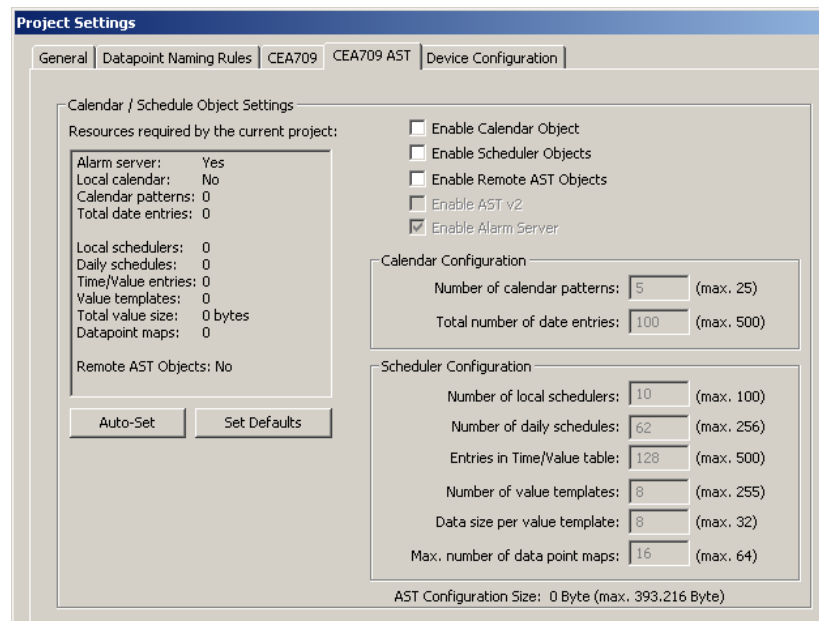 Project Settings
General Datapoint Naming Rules CEA709 CEA709 AST Device Configuration
Calendar / Schedule Object Settings
Resources required by the current project:
Alarm server: Yes
Local calendar: No
Calendar patterns: 0
Total date entries: 0
Local schedulers: 0
Daily schedules: 0
Time/Value entries: 0
Value templates: 0
Total value size: 0 bytes
Datapoint maps: 0
Remote AST Objects: No
Auto-Set Set Defaults
Enable Calendar Object
Enable Scheduler Objects
Enable Remote AST Objects
Enable AST v2
Enable Alarm Server
Calendar Configuration
Number of calendar patterns: 5 (max. 25)
Total number of date entries: 100 (max. 500)
Scheduler Configuration
Number of local schedulers: 10 (max. 100)
Number of daily schedules: 62 (max. 256)
Entries in Time/Value table: 128 (max. 500)
Number of value templates: 8 (max. 255)
Data size per value template: 8 (max. 32)
Max. number of data point maps: 16 (max. 64)
AST Configuration Size: 0 Byte (max. 393.216 Byte)